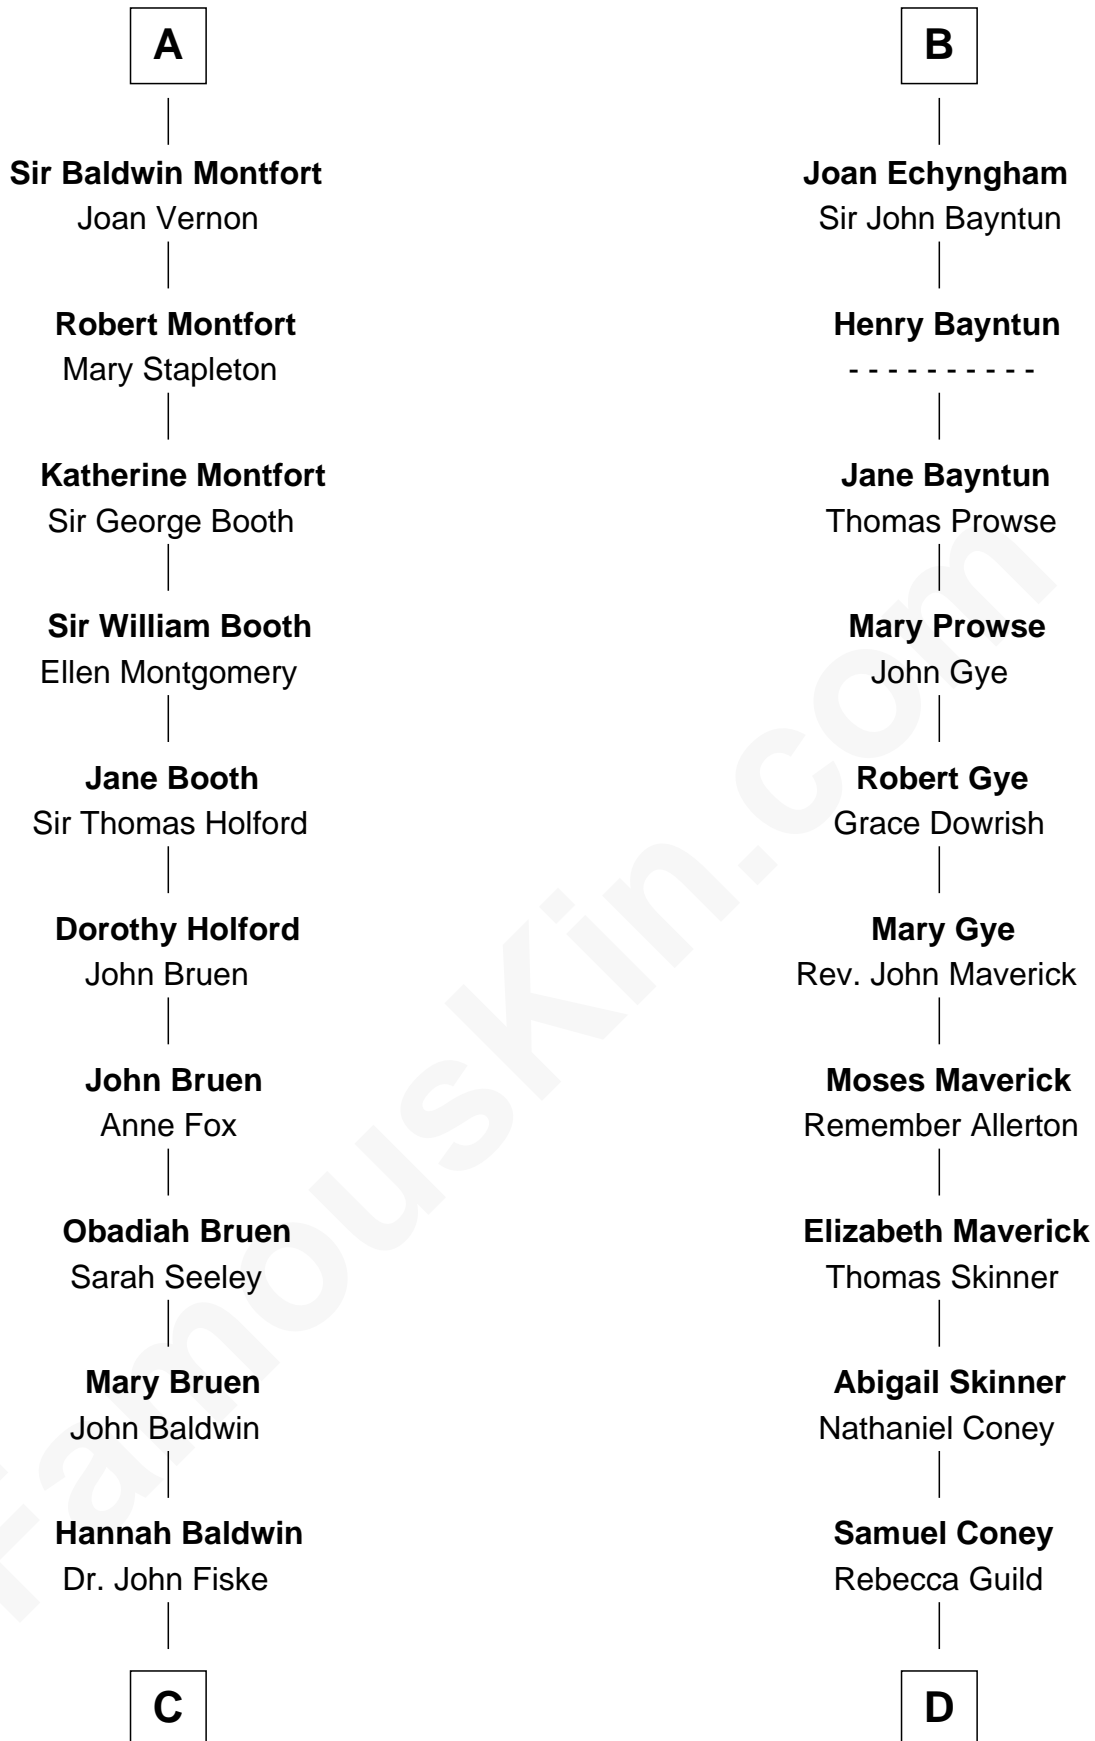 A
Sir Baldwin Montfort
Joan Vernon
Robert Montfort
Mary Stapleton
Katherine Montfort
Sir George Booth
Sir William Booth
Ellen Montgomery
Jane Booth
Sir Thomas Holford
Dorothy Holford
John Bruen
John Bruen
Anne Fox
Obadiah Bruen
Sarah Seeley
Mary Bruen
John Baldwin
Hannah Baldwin
Dr. John Fiske
C
B
Joan Echyngham
Sir John Bayntun
Henry Bayntun
- - - - - - - - - -
Jane Bayntun
Thomas Prowse
Mary Prowse
John Gye
Robert Gye
Grace Dowrish
Mary Gye
Rev. John Maverick
Moses Maverick
Remember Allerton
Elizabeth Maverick
Thomas Skinner
Abigail Skinner
Nathaniel Coney
Samuel Coney
Rebecca Guild
D
FamousKin.com